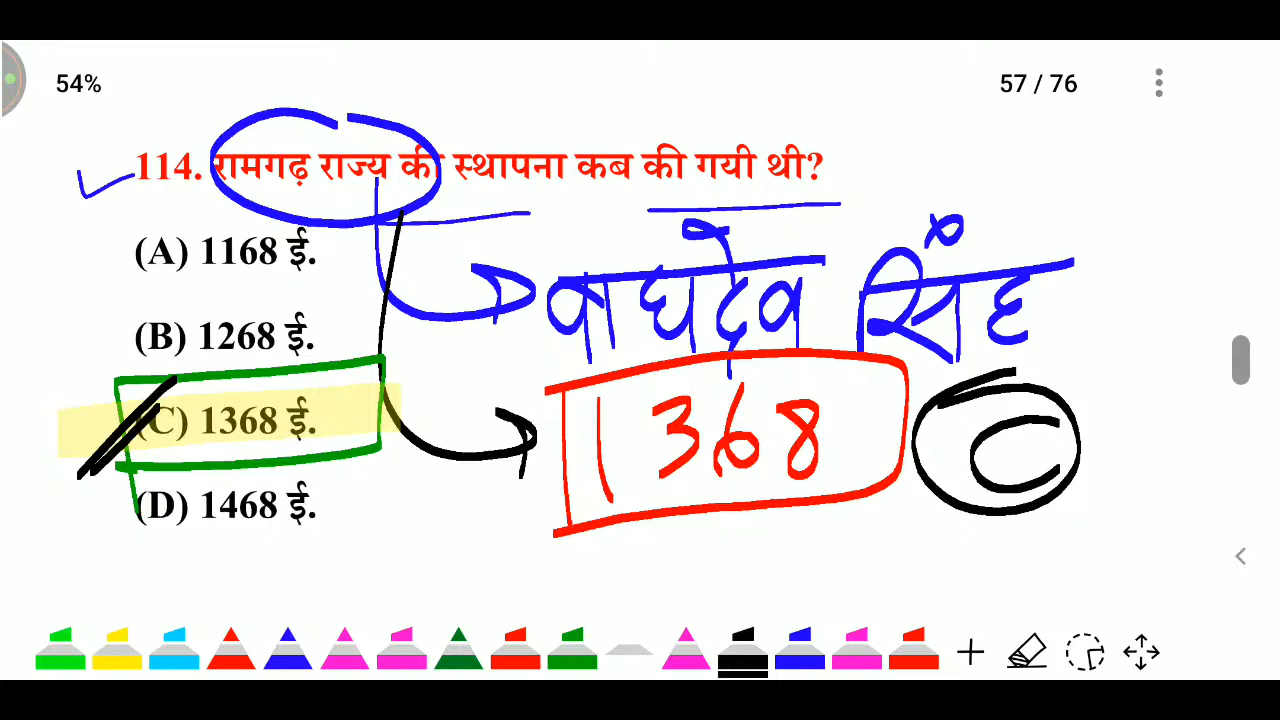 54%
57 / 76
114. रामगढ़ राज्य की स्थापना कब की गयी थी?
(A) 1168 ई.
वाघदेव सिंह
(B) 1268 ई.
(C) 1368 ई.
1368
C
(D) 1468 ई.